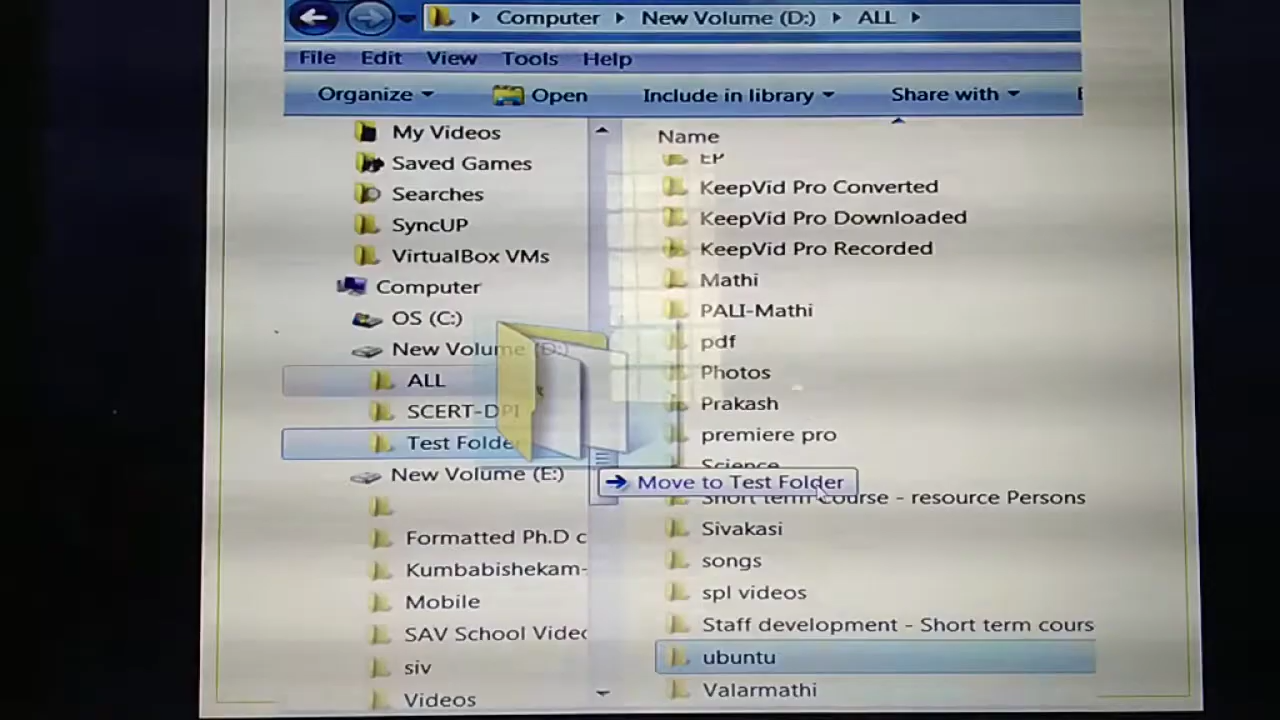 Computer New Volume (D:) ALL
File Edit View Tools Help
Organize Open Include in library Share with
My Videos
Saved Games
Searches
SyncUP
VirtualBox VMs
Computer
OS (C:)
New Volume (D:)
ALL
SCERT-DPI
Test Folde
New Volume (E:)
Formatted Ph.D c
Kumbabishekam-
Mobile
SAV School Videc
siv
Videos
Name
EP
KeepVid Pro Converted
KeepVid Pro Downloaded
KeepVid Pro Recorded
Mathi
PALI-Mathi
pdf
Photos
Prakash
premiere pro
Science
Move to Test Folder
Short term Course - resource Persons
Sivakasi
songs
spl videos
Staff development - Short term cours
ubuntu
Valarmathi